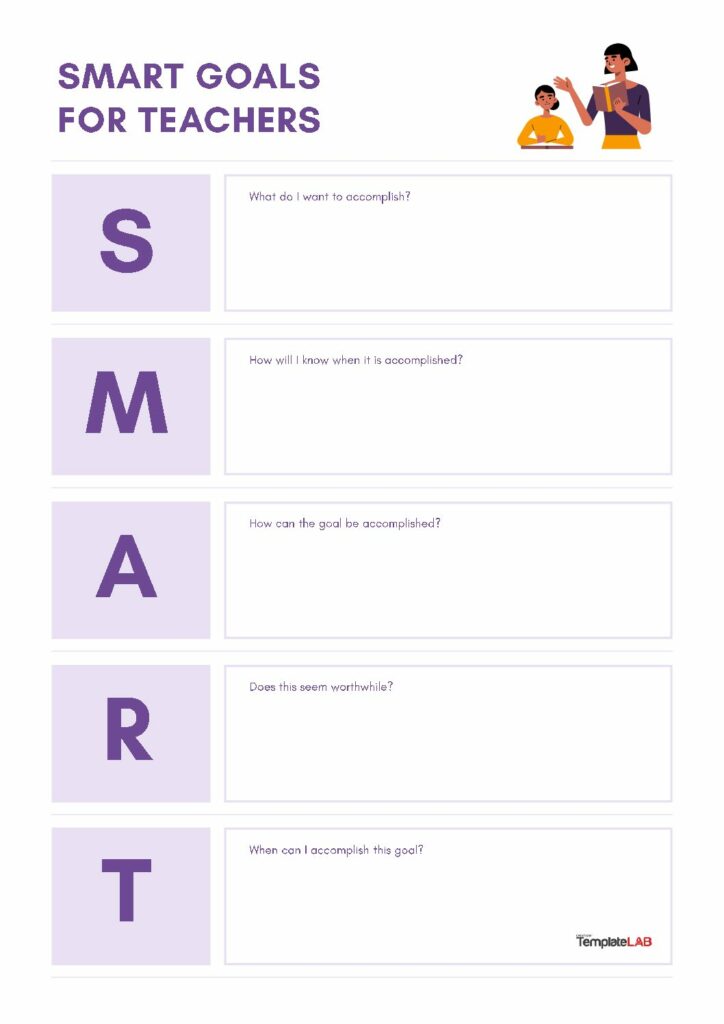 SMART GOALS
FOR TEACHERS
S
What do I want to accomplish?
M
How will I know when it is accomplished?
A
How can the goal be accomplished?
R
Does this seem worthwhile?
T
When can I accomplish this goal?
TemplateLAB